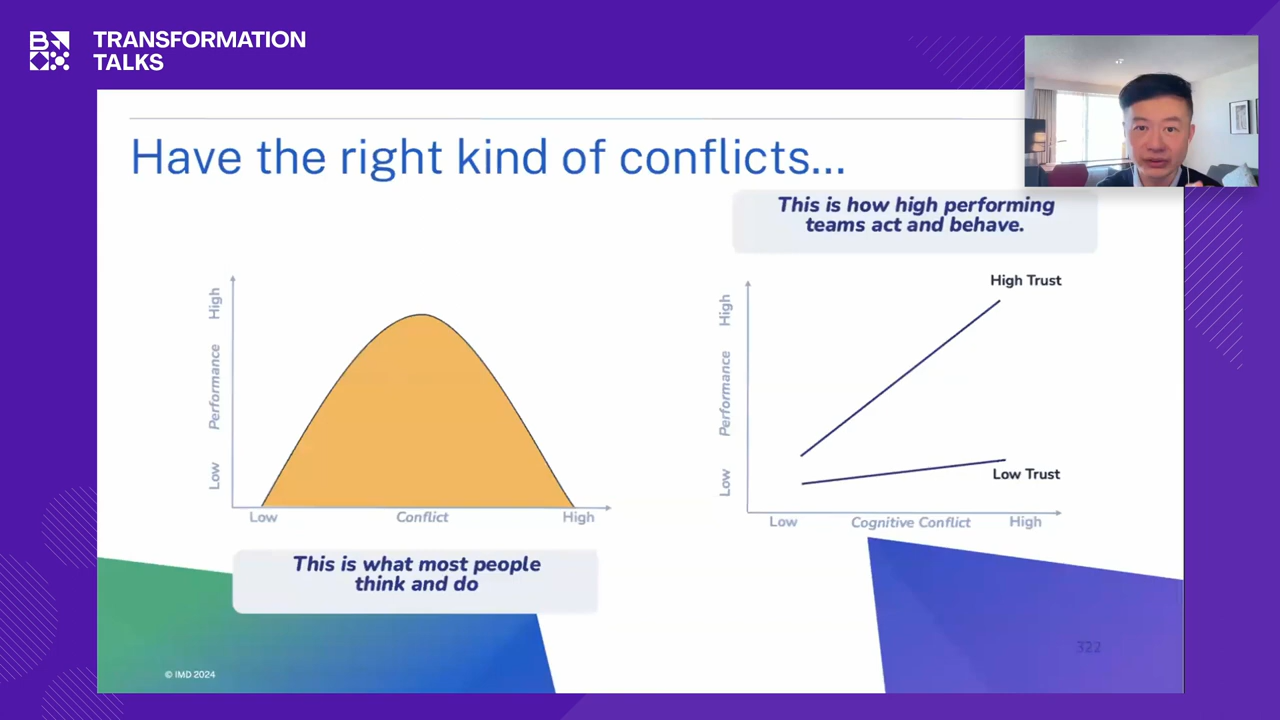 TRANSFORMATION
TALKS
Have the right kind of conflicts...
This is how high performing
teams act and behave.
High
Performance
Low
Low
Conflict
High
This is what most people
think and do
High
Performance
Low
High Trust
Low Trust
Low
Cognitive Conflict
High
322
© IMD 2024